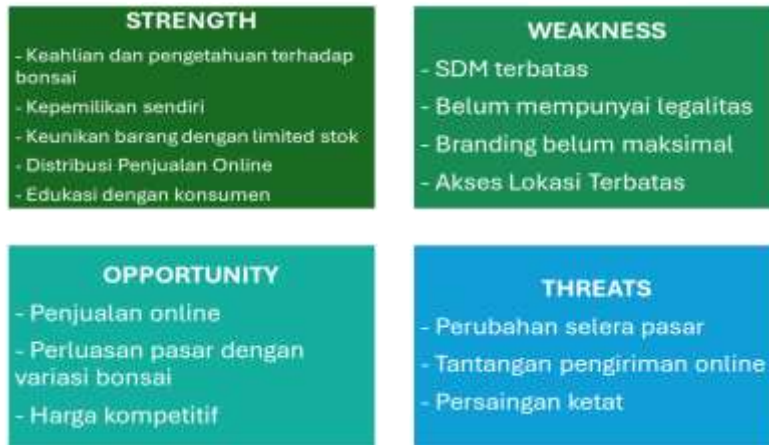 STRENGTH
- Keahlian dan pengetahuan terhadap
bonsai
- Kepemilikan sendiri
- Keunikan barang dengan limited stok
- Distribusi Penjualan Online
- Edukasi dengan konsumen
WEAKNESS
- SDM terbatas
- Belum mempunyai legalitas
- Branding belum maksimal
- Akses Lokasi Terbatas
OPPORTUNITY
- Penjualan online
- Perluasan pasar dengan
variasi bonsai
- Harga kompetitif
THREATS
- Perubahan selera pasar
- Tantangan pengiriman online
- Persaingan ketat